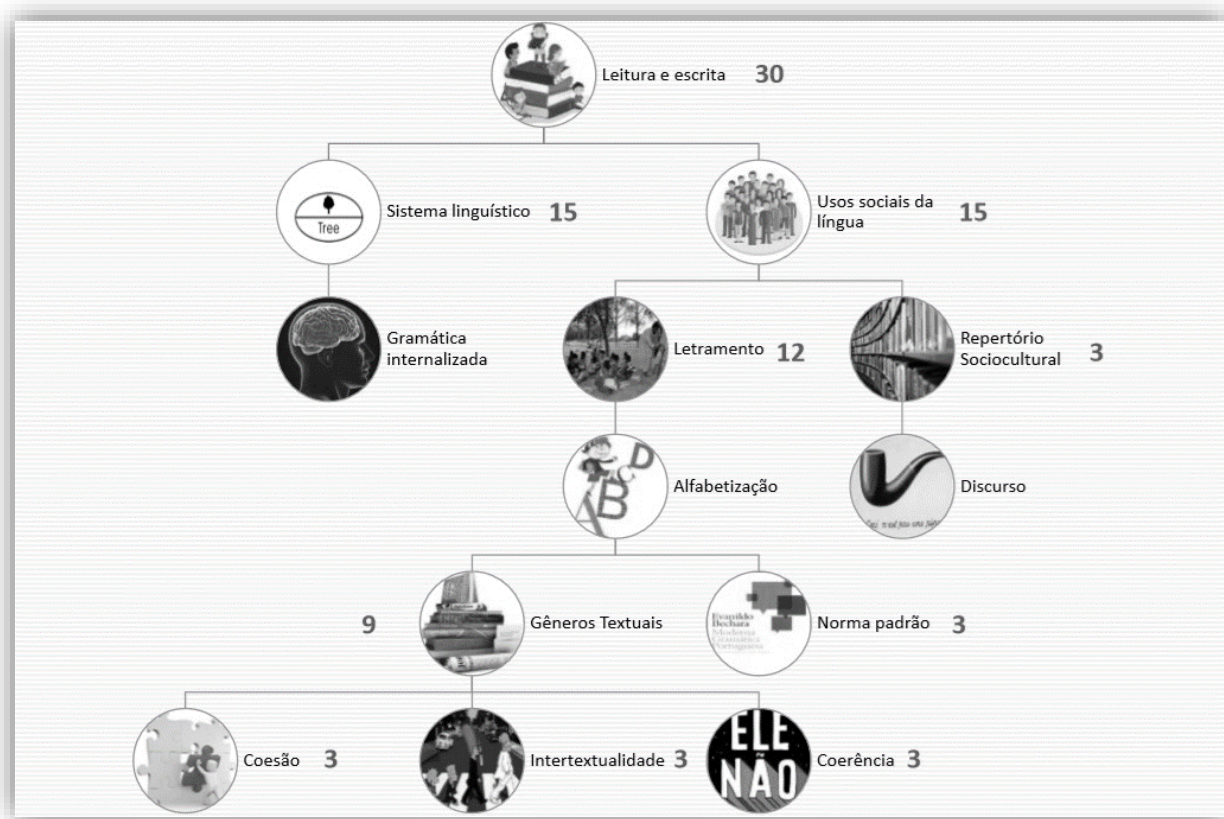 Leitura e escrita 30
Sistema linguístico 15
Tree
Usos sociais da
língua 15
Gramática
internalizada
Letramento 12
Repertório
Sociocultural 3
D
C
B
A
Alfabetização
Discurso
9 Gêneros Textuais
Evanildo
Bechara
Moderna
Gramática
Portuguesa
Norma padrão 3
Coesão 3
Intertextualidade 3
ELE
NÃO
Coerência 3